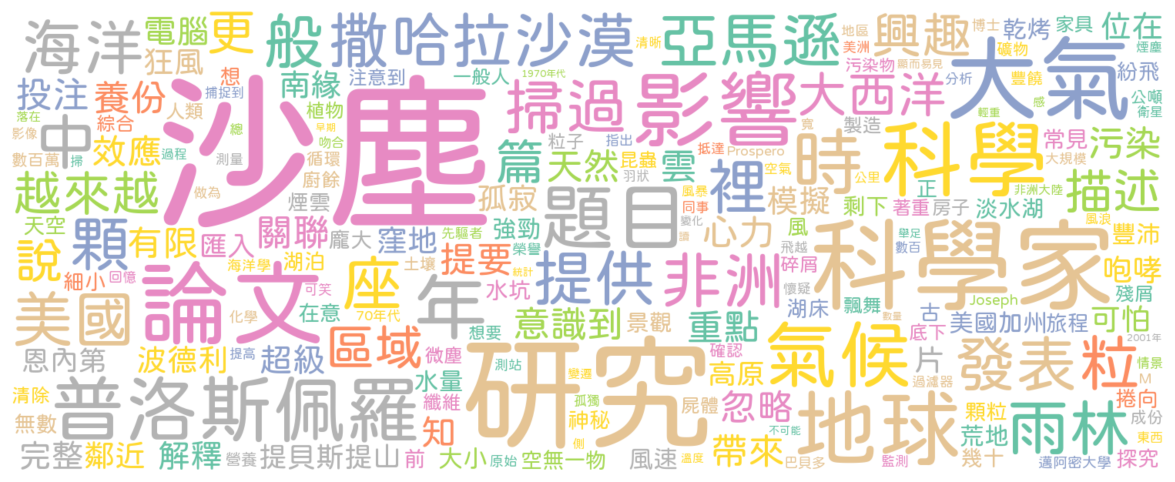 海洋
電腦
更
般
撒哈拉沙漠
清晰
亞馬遜
地區
美洲
興趣
博士
礦物
乾烤
家具
位在
煙塵
狂風
想
捕捉到
南緣
注意到
一般人
1970年代
掃過
影響
大西洋
污染物
顯而易見
分析
大氣
豐饒
紛飛
公噸
衛星
投注
養份
落在
影像
綜合
人類
植物
沙塵
總
早期
吻合
粒子
指出
寬
抵達
Prospero
製造
空氣
科學
輕重
感
常見
大規模
污染
數百萬
掃
中
效應
過程
測量
循環
廚餘
做為
煙雲
孤寂
篇
天然
羽狀
昆蟲
雲
裡
風暴
同事
模擬
時
公里
正
非洲大陸
描述
越來越
天空
顆
有限
匯入
關聯
龐大
窪地
強勁
先驅者
榮譽
題目
變化
讀
心力
風
飛越
剩下
著重
房子
淡水湖
風浪
豐沛
舉足
數百
說
細小
回憶
海洋學
湖泊
可笑
土壤
提要
座
70年代
在意
化學
論文
統計
水坑
年
提供
非洲
碎屑
懷疑
湖床
飄舞
科學家
古
底下
Joseph
咆哮
殘屑
美國加州
旅程
可怕
美國
恩內第
波德利
提高
超級
區域
微塵
想要
意識到
景觀
重點
數量
確認
氣候
片
過濾器
發表
粒
2001年
情景
M
捲向
清除
無數
普洛斯佩羅
水量
纖維
知
測站
研究
變遷
孤獨
神秘
不可能
側
高原
屍體
忽略
地球
顆粒
荒地
雨林
成份
東西
完整
鄰近
解釋
營養
提貝斯提山
前
大小
原始
空無一物
風速
溫度
帶來
巴貝多
監測
幾十
邁阿密大學
探究